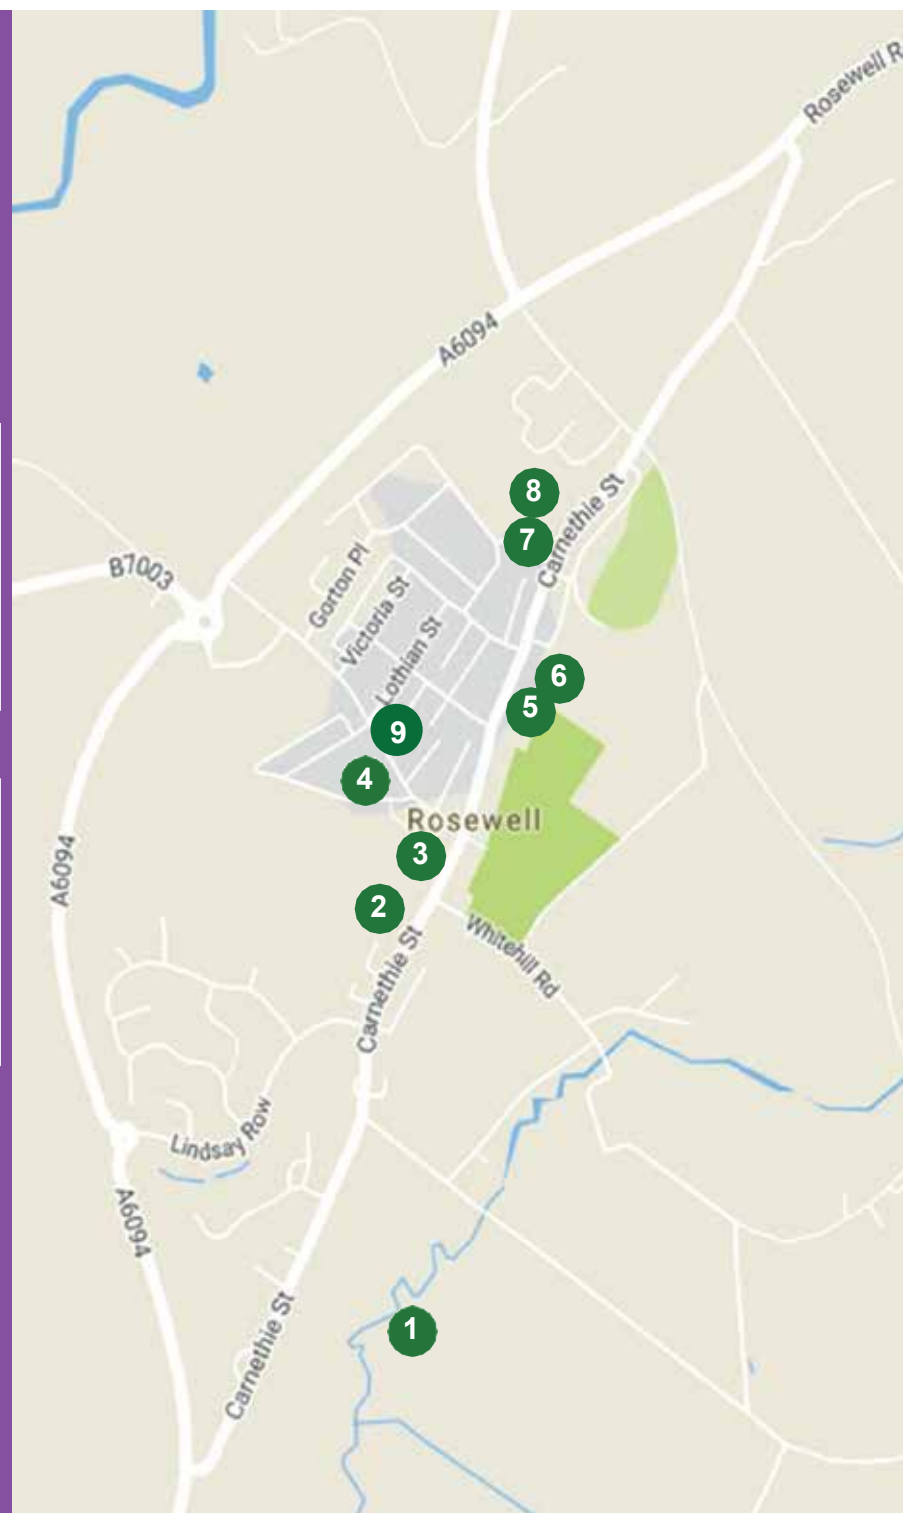 Rosewell R
A6094
8
Carnethie St
7
B7003
Gorton Pl
Victoria St
Lothian St
6
5
9
4
Rosewell
3
A6094
2
Whitehill Rd
Carnethie St
Lindsay Row
A6094
1
Carnethie St